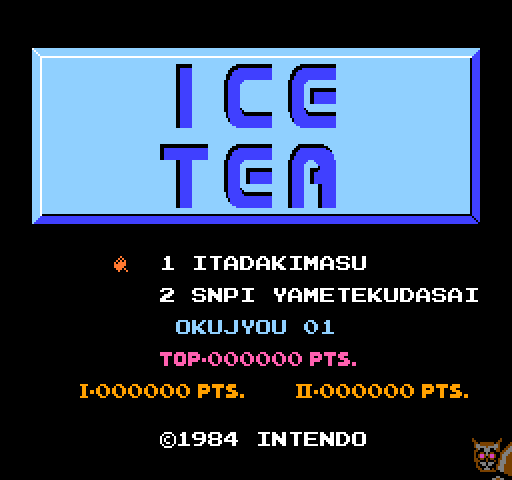 ICE
TEA
1 ITADAKIMASU
2 SNPI YAMETEKUDASAI
OKUJYOU 01
TOP·000000 PTS.
I·000000 PTS. II·000000 PTS.
©1984 INTENDO